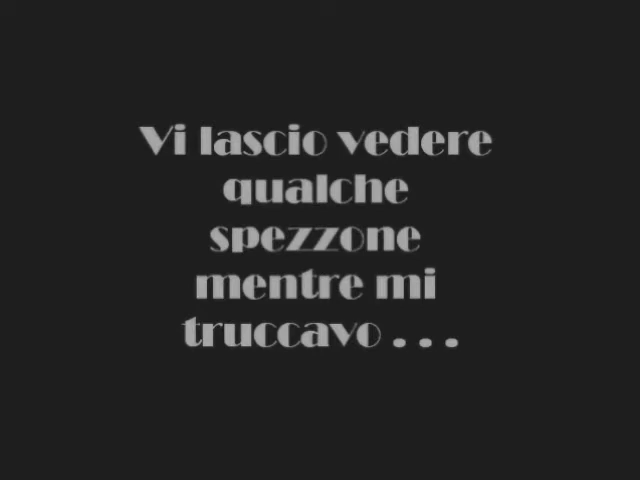 Vi lascio vedere
qualche
spezzone
mentre mi
truccavo . . .